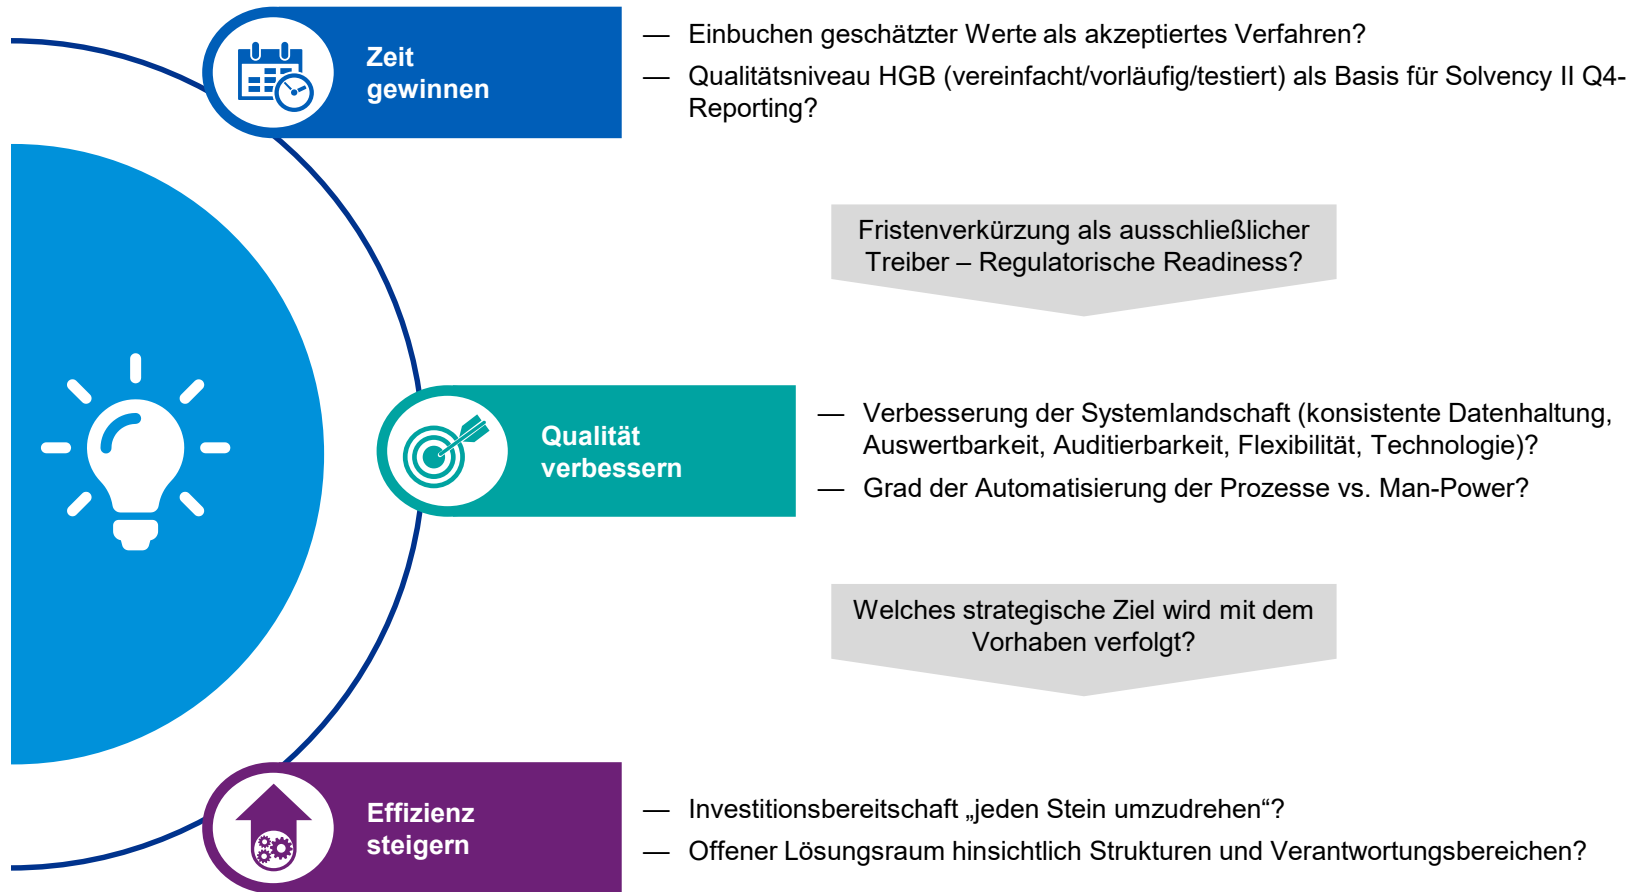 Zeit
gewinnen
— Einbuchen geschätzter Werte als akzeptiertes Verfahren?
— Qualitätsniveau HGB (vereinfacht/vorläufig/testiert) als Basis für Solvency II Q4-
Reporting?
Fristenverkürzung als ausschließlicher
Treiber – Regulatorische Readiness?
Qualität
verbessern
— Verbesserung der Systemlandschaft (konsistente Datenhaltung,
Auswertbarkeit, Auditierbarkeit, Flexibilität, Technologie)?
— Grad der Automatisierung der Prozesse vs. Man-Power?
Welches strategische Ziel wird mit dem
Vorhaben verfolgt?
Effizienz
steigern
— Investitionsbereitschaft „jeden Stein umzudrehen“?
— Offener Lösungsraum hinsichtlich Strukturen und Verantwortungsbereichen?